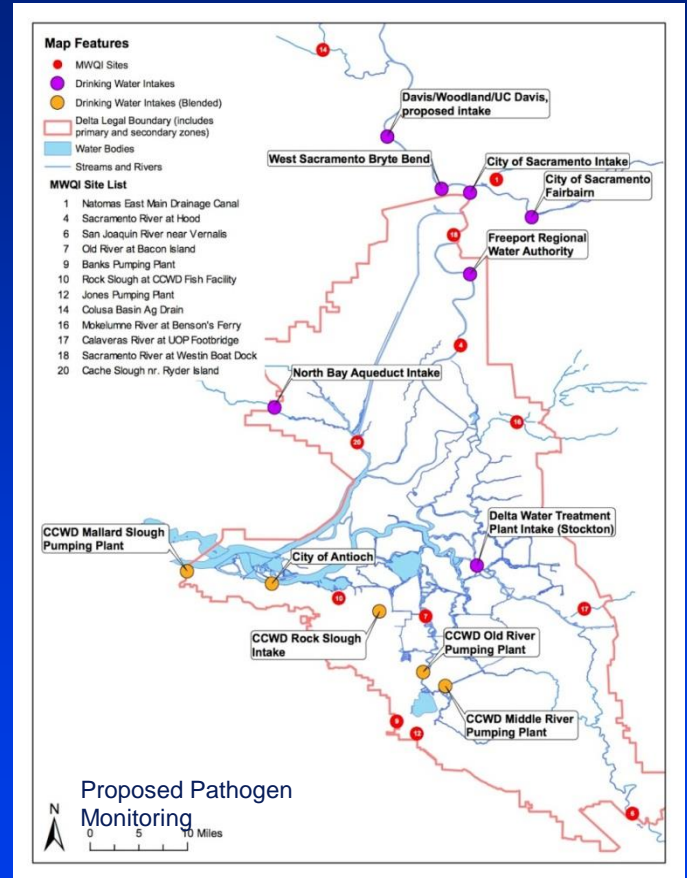 Map Features
MWQI Sites
Drinking Water Intakes
Drinking Water Intakes (Blended)
Delta Legal Boundary (includes
primary and secondary zones)
Water Bodies
Streams and Rivers
MWQI Site List
1 Natomas East Main Drainage Canal
4 Sacramento River at Hood
6 San Joaquin River near Vernalis
7 Old River at Bacon Island
9 Banks Pumping Plant
10 Rock Slough at CCWD Fish Facility
12 Jones Pumping Plant
14 Colusa Basin Ag Drain
16 Mokelumne River at Benson's Ferry
17 Calaveras River at UOP Footbridge
18 Sacramento River at Westin Boat Dock
20 Cache Slough nr. Ryder Island
14
Davis/Woodland/UC Davis,
proposed intake
West Sacramento Bryte Bend
City of Sacramento Intake
1
City of Sacramento
Fairbairn
18
Freeport Regional
Water Authority
4
North Bay Aqueduct Intake
16
20
Delta Water Treatment
Plant Intake (Stockton)
CCWD Mallard Slough
Pumping Plant
City of Antioch
10
17
7
CCWD Rock Slough
Intake
CCWD Old River
Pumping Plant
CCWD Middle River
Pumping Plant
9
12
6
Proposed Pathogen
Monitoring
N
0 5 10 Miles